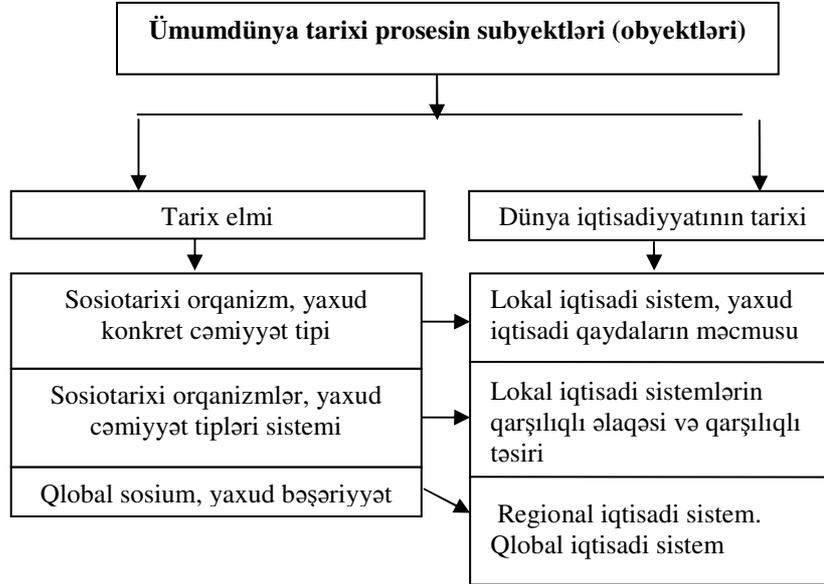 Ümumdünya tarixi prosesin subyektləri (obyektləri)
Tarix elmi
Dünya iqtisadiyyatının tarixi
Sosiotarixi orqanizm, yaxud
konkret cəmiyyət tipi
Lokal iqtisadi sistem, yaxud
iqtisadi qaydaların məcmusu
Sosiotarixi orqanizmlər, yaxud
cəmiyyət tipləri sistemi
Lokal iqtisadi sistemlərin
qarşılıqlı əlaqəsi və qarşılıqlı
təsiri
Qlobal sosium, yaxud bəşəriyyət
Regional iqtisadi sistem.
Qlobal iqtisadi sistem